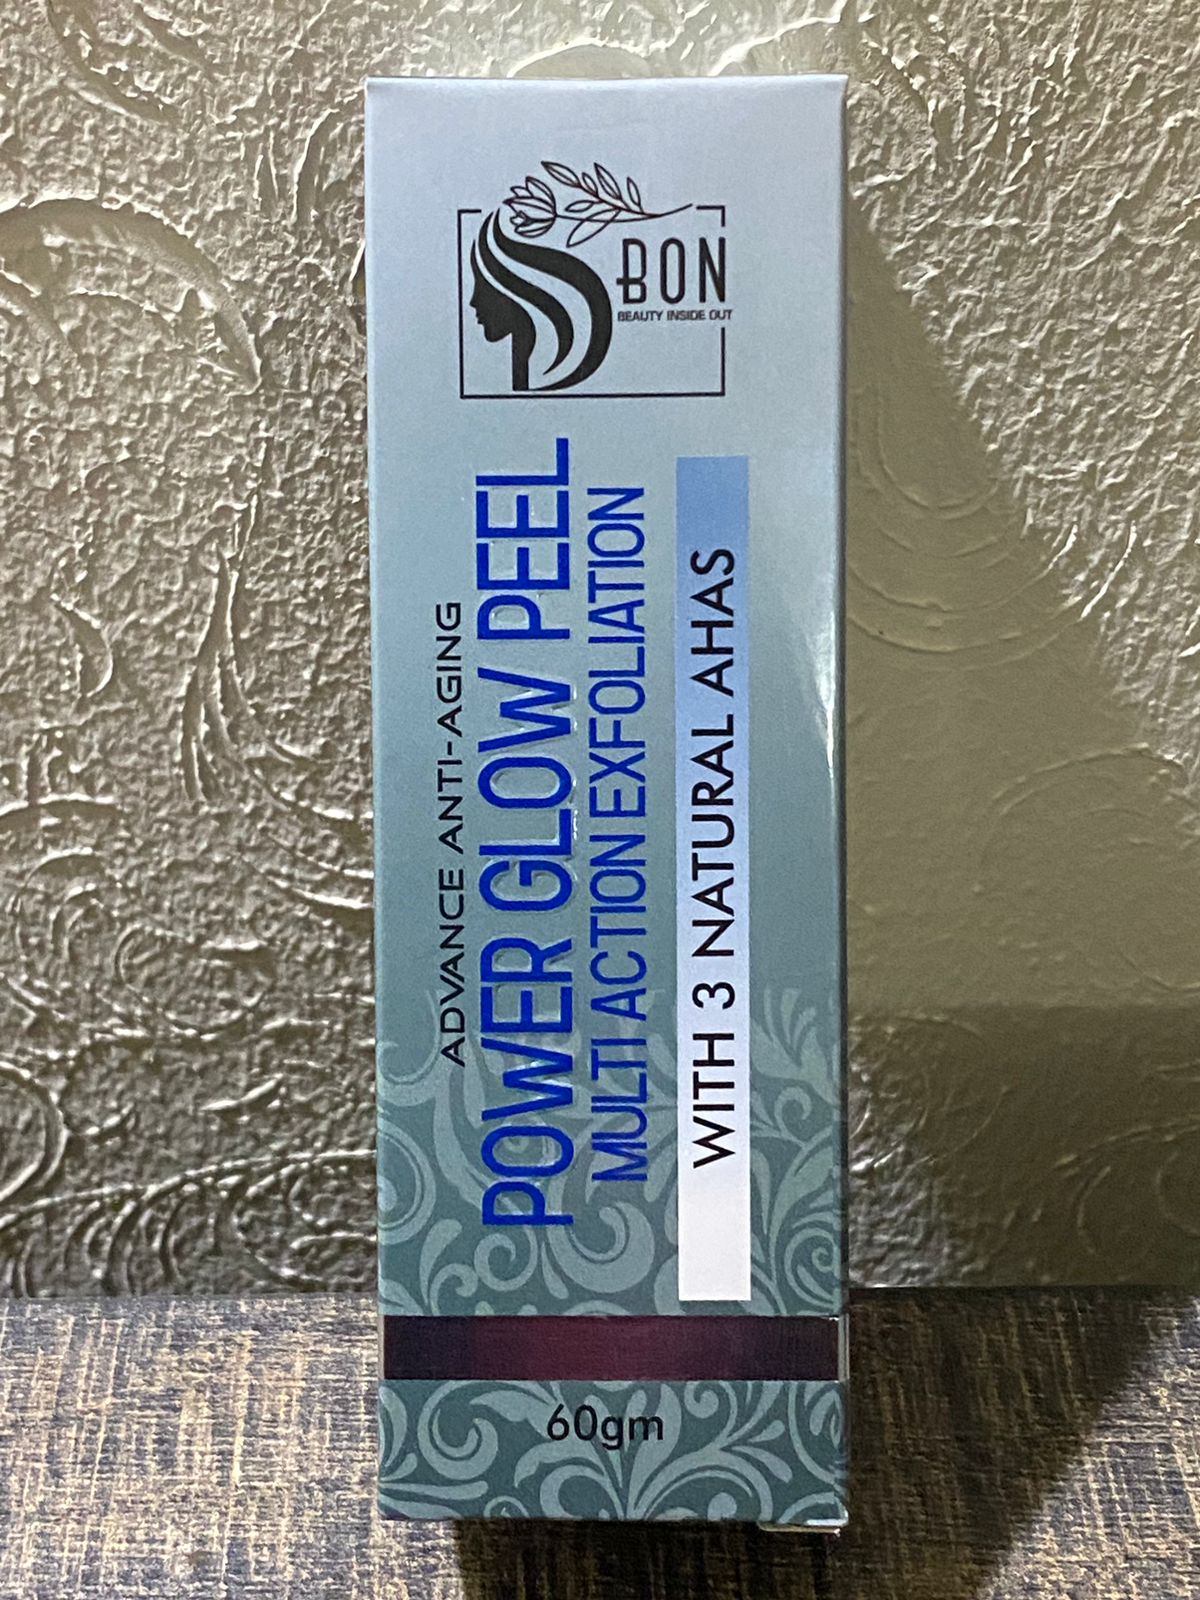 BON
BEAUTY INSIDE OUT
ADVANCE ANTI-AGING
POWER GLOW PEEL
MULTI ACTION EXFOLIATION
WITH 3 NATURAL AHAS
60gm